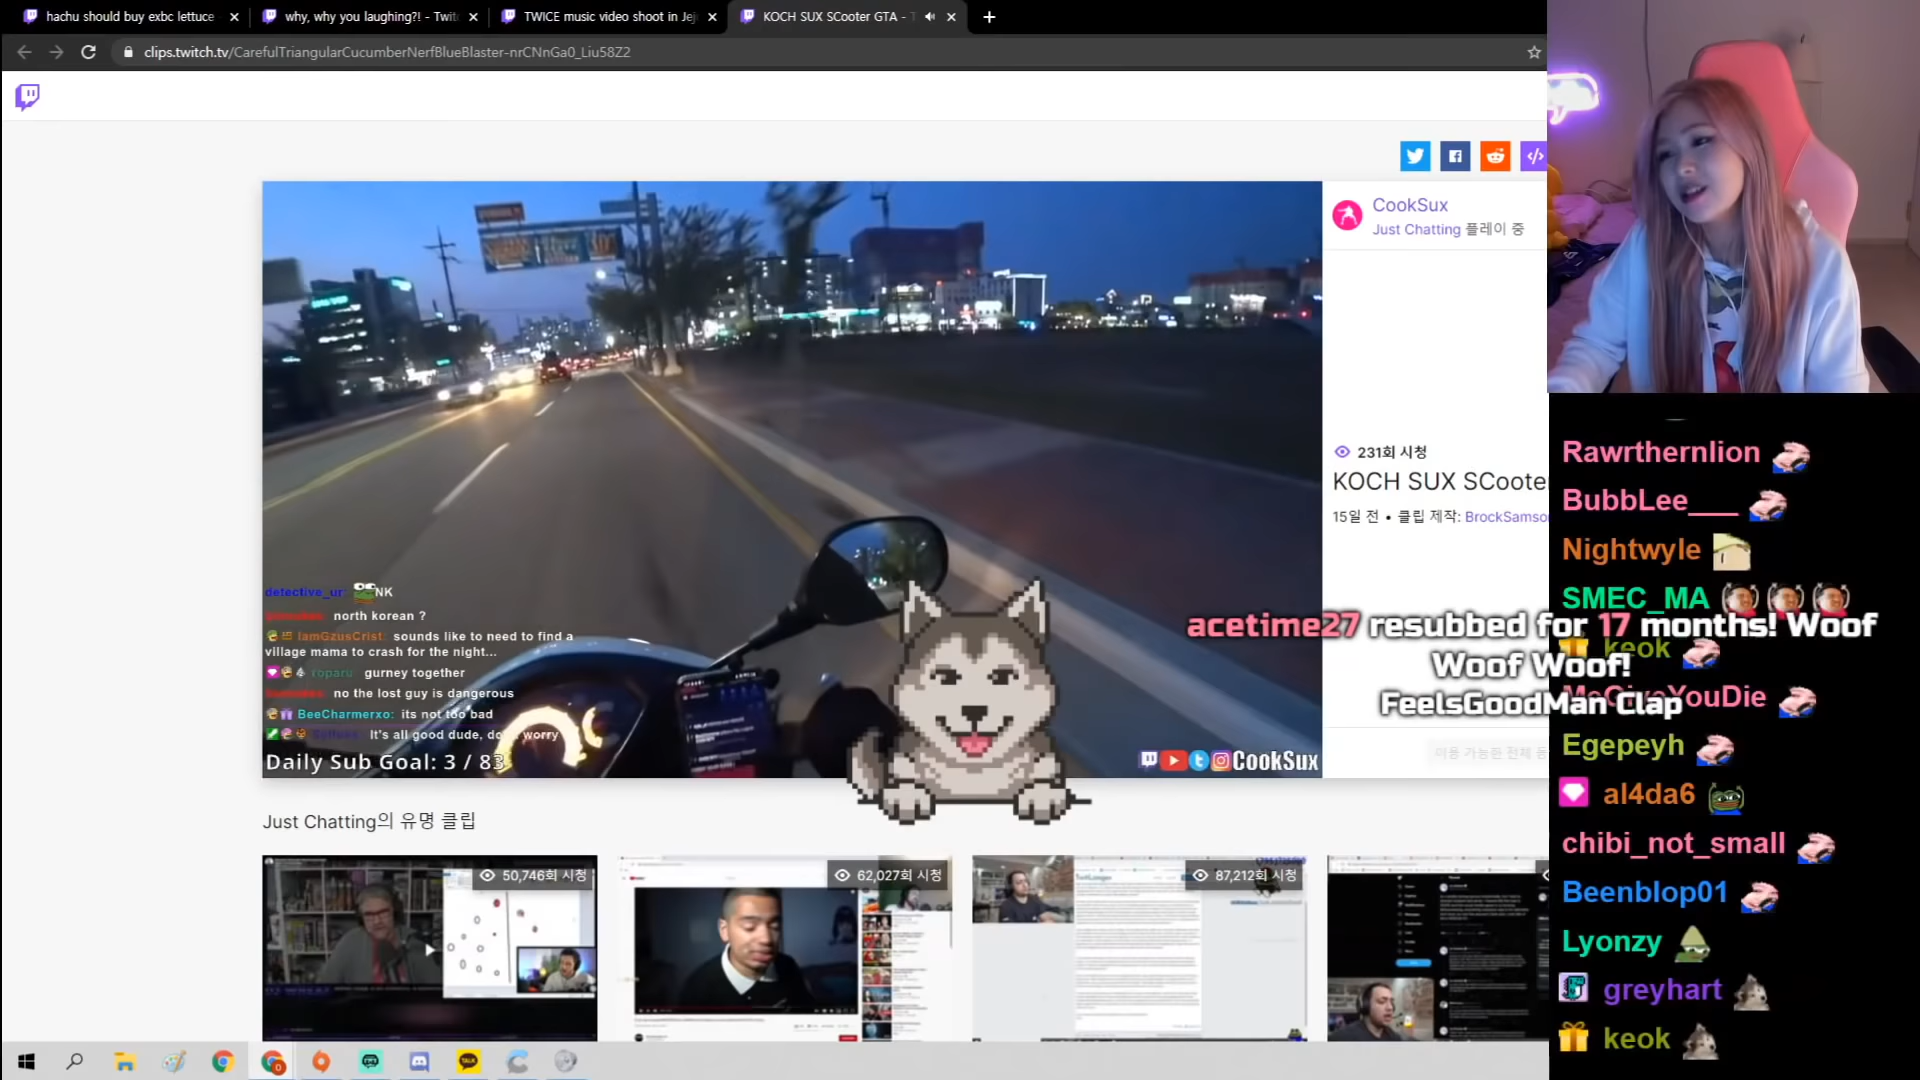 hachu should buy exbc lettuce
why, why you laughing?! - Twit
TWICE music video shoot in Jej
KOCH SUX SCooter GTA - T
clips.twitch.tv/CarefulTriangularCucumberNerfBlueBlaster-nrCNnGa0_Liu58Z2
CookSux
Just Chatting 플레이 중
231회 시청
KOCH SUX SCoote
15일 전 • 클립 제작: BrockSamso
detective_ur:
NK
north korean ?
IamGzusCrist: sounds like to need to find a
village mama to crash for the night...
roparu: gurney together
no the lost guy is dangerous
BeeCharmerxo: its not too bad
It's all good dude, do worry
Daily Sub Goal: 3 / 83
CookSux
acetime27 resubbed for 17 months! Woof
Woof Woof!
FeelsGoodMan Clap
Just Chatting의 유명 클립
50,746회 시청
62,027회 시청
87,212회 시청
Rawrthernlion
BubbLee___
Nightwyle
SMEC_MA
keok
YouDie
Egepeyh
al4da6
chibi_not_small
Beenblop01
Lyonzy
greyhart
keok
TALK